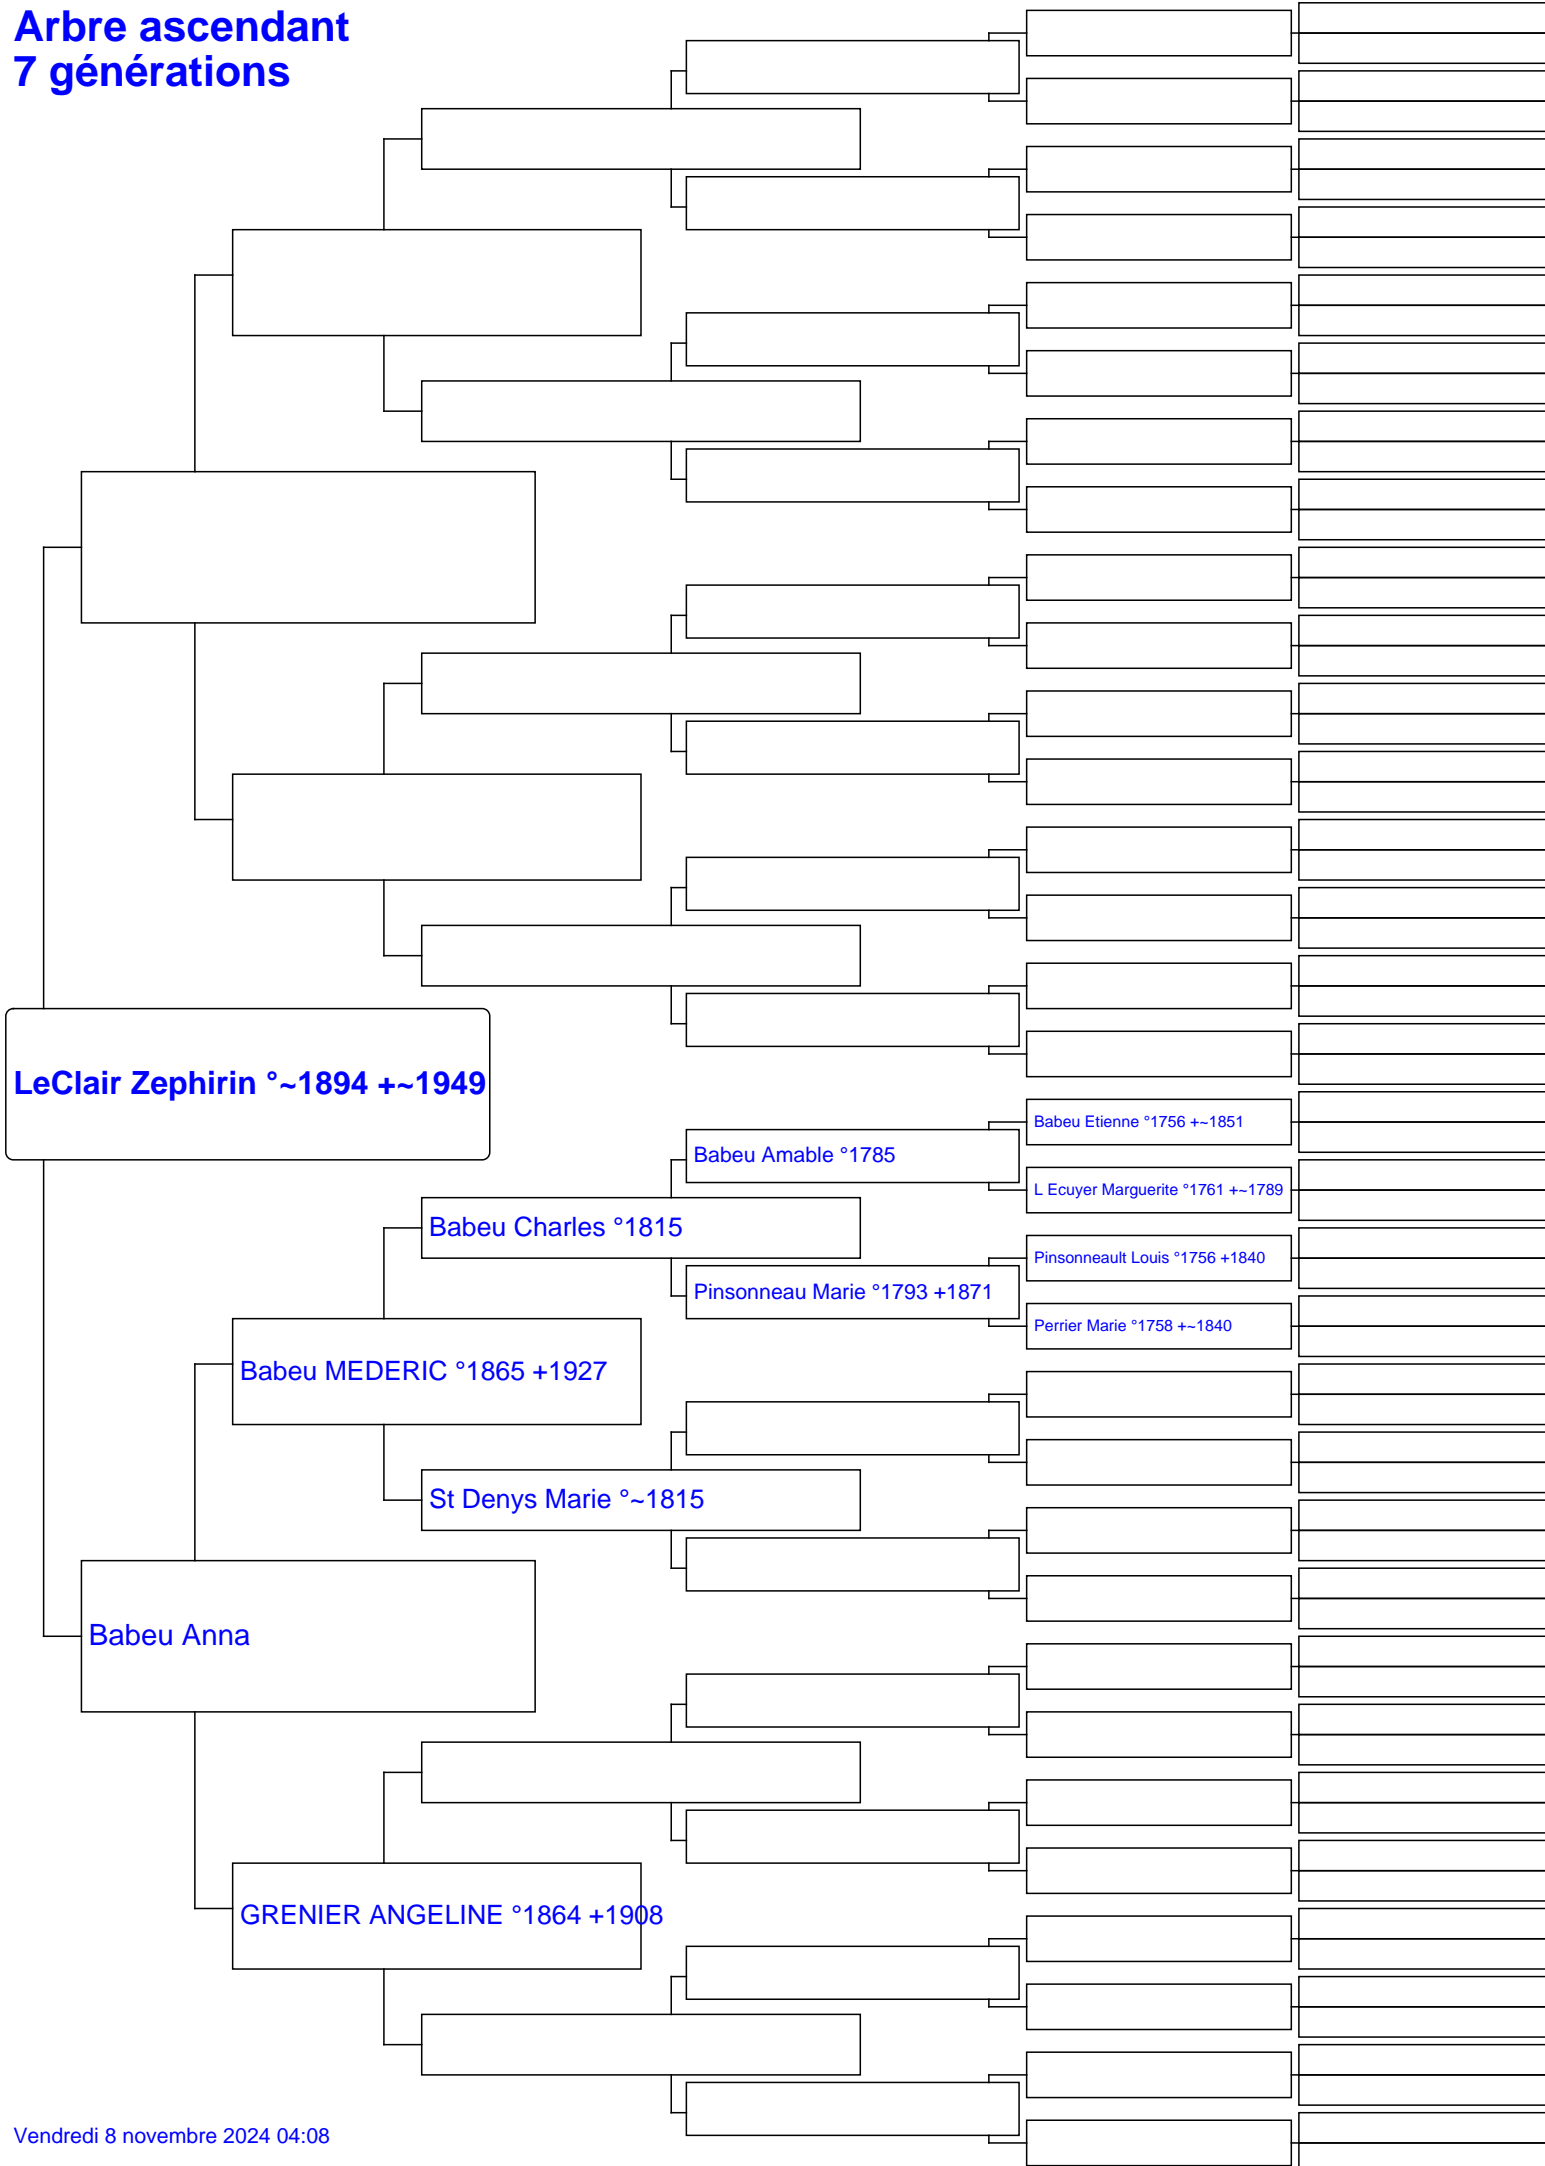 Arbre ascendant
7 générations
LeClair Zephirin °~1894 +~1949
Babeu Etienne °1756 +~1851
Babeu Amable °1785
L Ecuyer Marguerite °1761 +~1789
Babeu Charles °1815
Pinsonneault Louis °1756 +1840
Pinsonneau Marie °1793 +1871
Perrier Marie °1758 +~1840
Babeu MEDERIC °1865 +1927
St Denys Marie °~1815
Babeu Anna
GRENIER ANGELINE °1864 +1908
Vendredi 8 novembre 2024 04:08